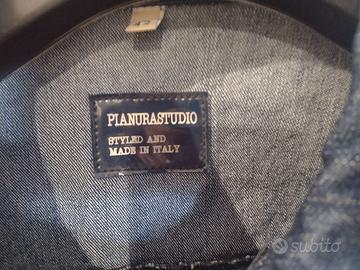 PIANURASTUDIO
STYLED AND
MADE IN ITALY
subito